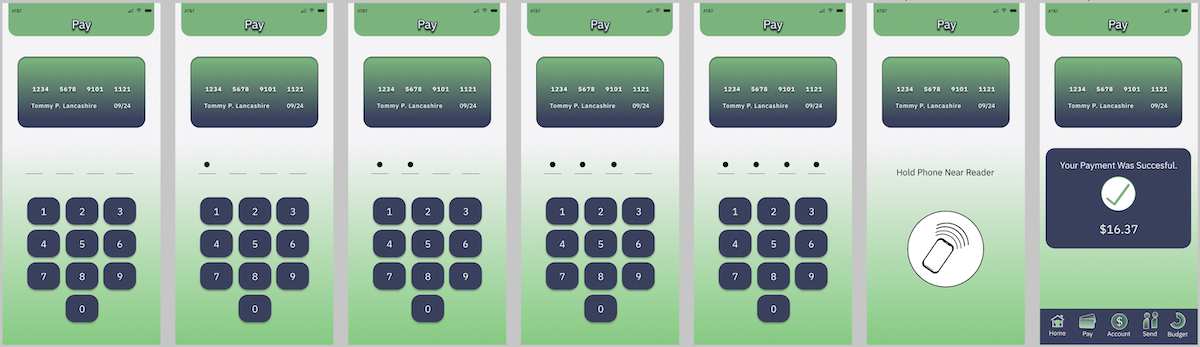 AT&T
Pay
1234 5678 9101 1121
Tommy P. Lancashire 09/24
1 2 3
4 5 6
7 8 9
0
AT&T
Pay
1234 5678 9101 1121
Tommy P. Lancashire 09/24
1 2 3
4 5 6
7 8 9
0
AT&T
Pay
1234 5678 9101 1121
Tommy P. Lancashire 09/24
1 2 3
4 5 6
7 8 9
0
AT&T
Pay
1234 5678 9101 1121
Tommy P. Lancashire 09/24
1 2 3
4 5 6
7 8 9
0
AT&T
Pay
1234 5678 9101 1121
Tommy P. Lancashire 09/24
1 2 3
4 5 6
7 8 9
0
AT&T
Pay
1234 5678 9101 1121
Tommy P. Lancashire 09/24
Hold Phone Near Reader
AT&T
Pay
1234 5678 9101 1121
Tommy P. Lancashire 09/24
Your Payment Was Succesful.
$16.37
Home Pay Account Send Budget